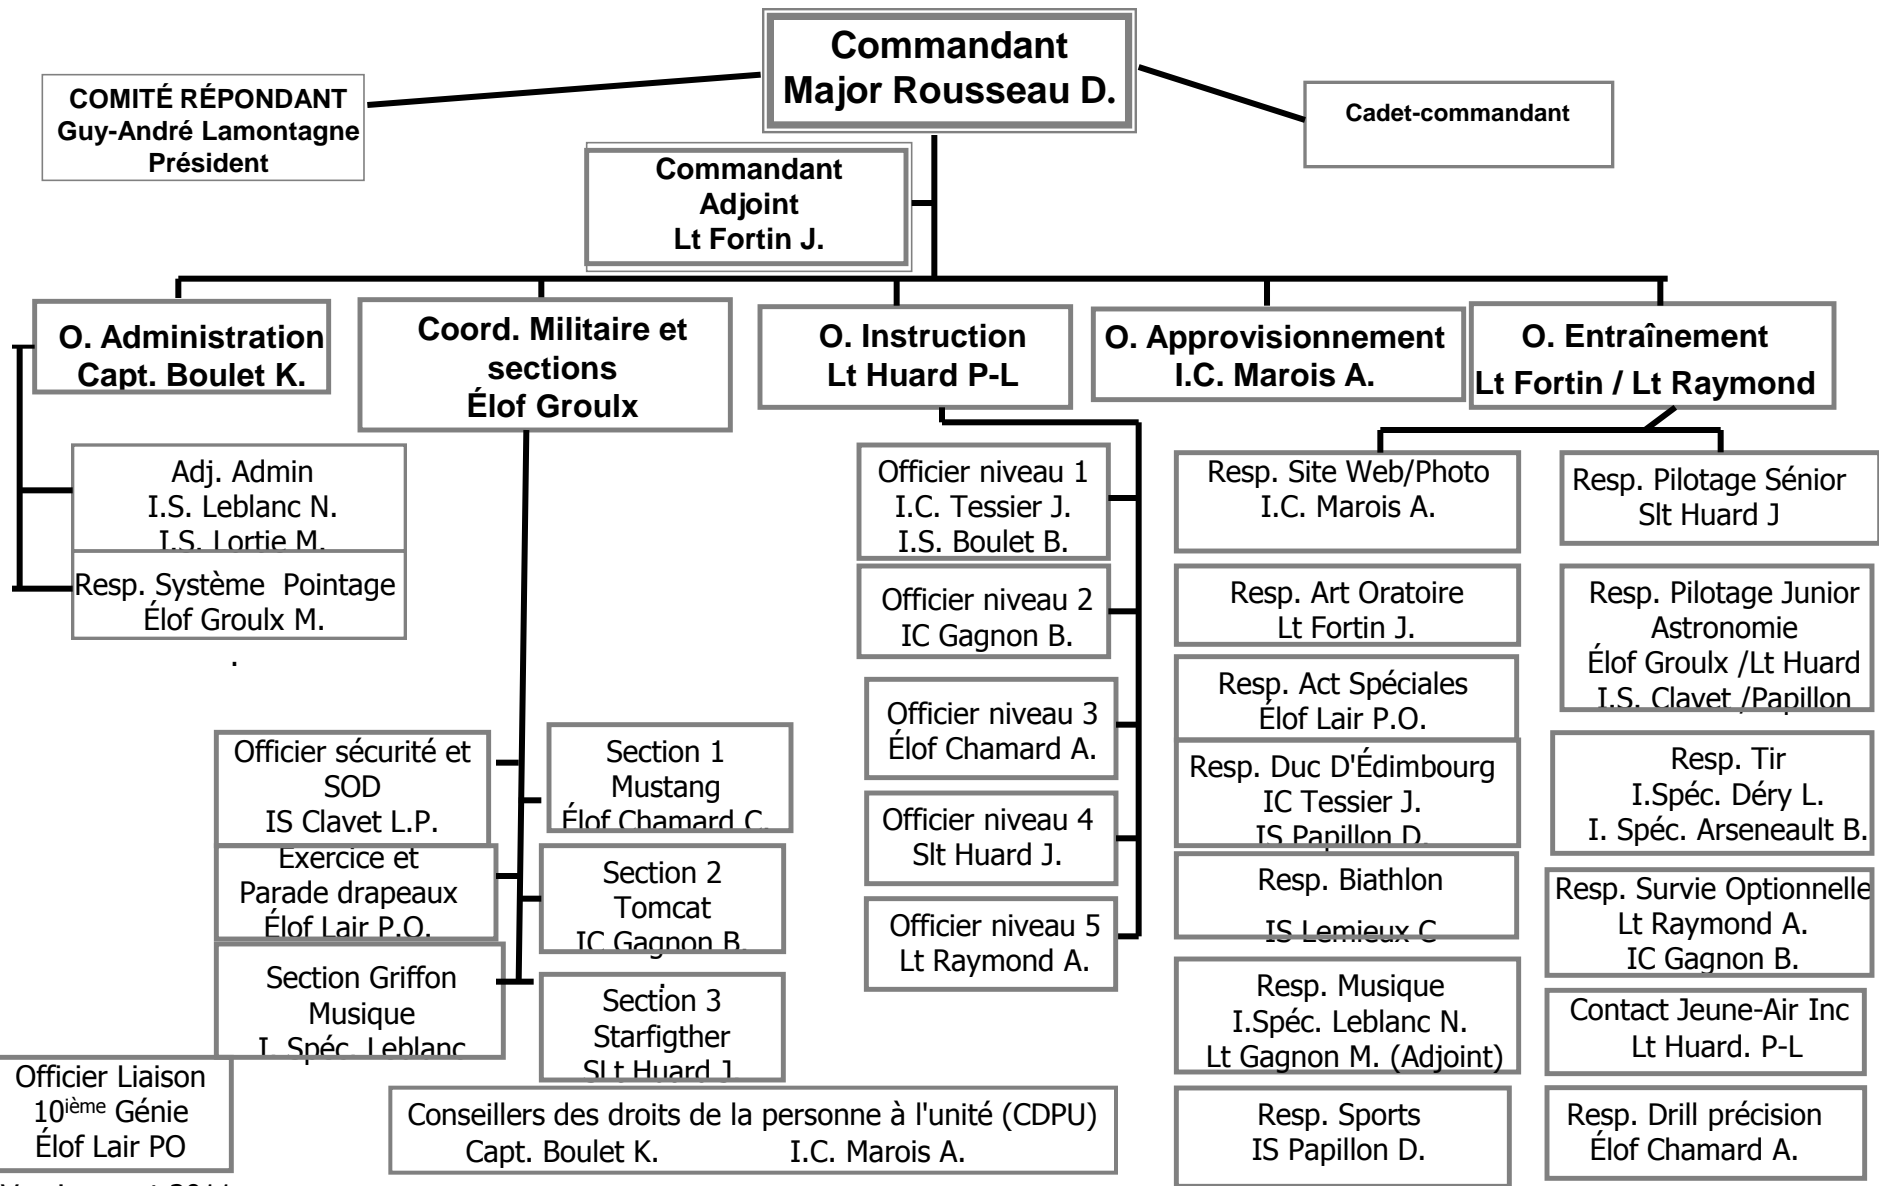 Commandant
Major Rousseau D.
COMITÉ RÉPONDANT
Guy-André Lamontagne
Président
Cadet-commandant
Commandant
Adjoint
Lt Fortin J.
O. Administration
Capt. Boulet K.
Coord. Militaire et
sections
Élof Groulx
O. Instruction
Lt Huard P-L
O. Approvisionnement
I.C. Marois A.
O. Entraînement
Lt Fortin / Lt Raymond
Adj. Admin
I.S. Leblanc N.
I.S. Lortie M.
Resp. Système Pointage
Élof Groulx M.
.
Officier sécurité et
SOD
IS Clavet L.P.
Exercice et
Parade drapeaux
Élof Lair P.O.
Section Griffon
Musique
I. Spéc. Leblanc
Section 1
Mustang
Élof Chamard C.
Section 2
Tomcat
IC Gagnon B.
.
Section 3
Starfigther
SLt Huard J.
Officier niveau 1
I.C. Tessier J.
I.S. Boulet B.
Officier niveau 2
IC Gagnon B.
Officier niveau 3
Élof Chamard A.
Officier niveau 4
Slt Huard J.
Officier niveau 5
Lt Raymond A.
Resp. Site Web/Photo
I.C. Marois A.
Resp. Art Oratoire
Lt Fortin J.
Resp. Act Spéciales
Élof Lair P.O.
Resp. Duc D'Édimbourg
IC Tessier J.
IS Papillon D.
Resp. Biathlon
IS Lemieux C
Resp. Musique
I.Spéc. Leblanc N.
Lt Gagnon M. (Adjoint)
Resp. Sports
IS Papillon D.
Resp. Pilotage Sénior
Slt Huard J
Resp. Pilotage Junior
Astronomie
Élof Groulx /Lt Huard
I.S. Clavet /Papillon
Resp. Tir
I.Spéc. Déry L.
I. Spéc. Arseneault B.
Resp. Survie Optionnelle
Lt Raymond A.
IC Gagnon B.
Contact Jeune-Air Inc
Lt Huard. P-L
Resp. Drill précision
Élof Chamard A.
Officier Liaison
10ième Génie
Élof Lair PO
Conseillers des droits de la personne à l'unité (CDPU)
Capt. Boulet K. I.C. Marois A.